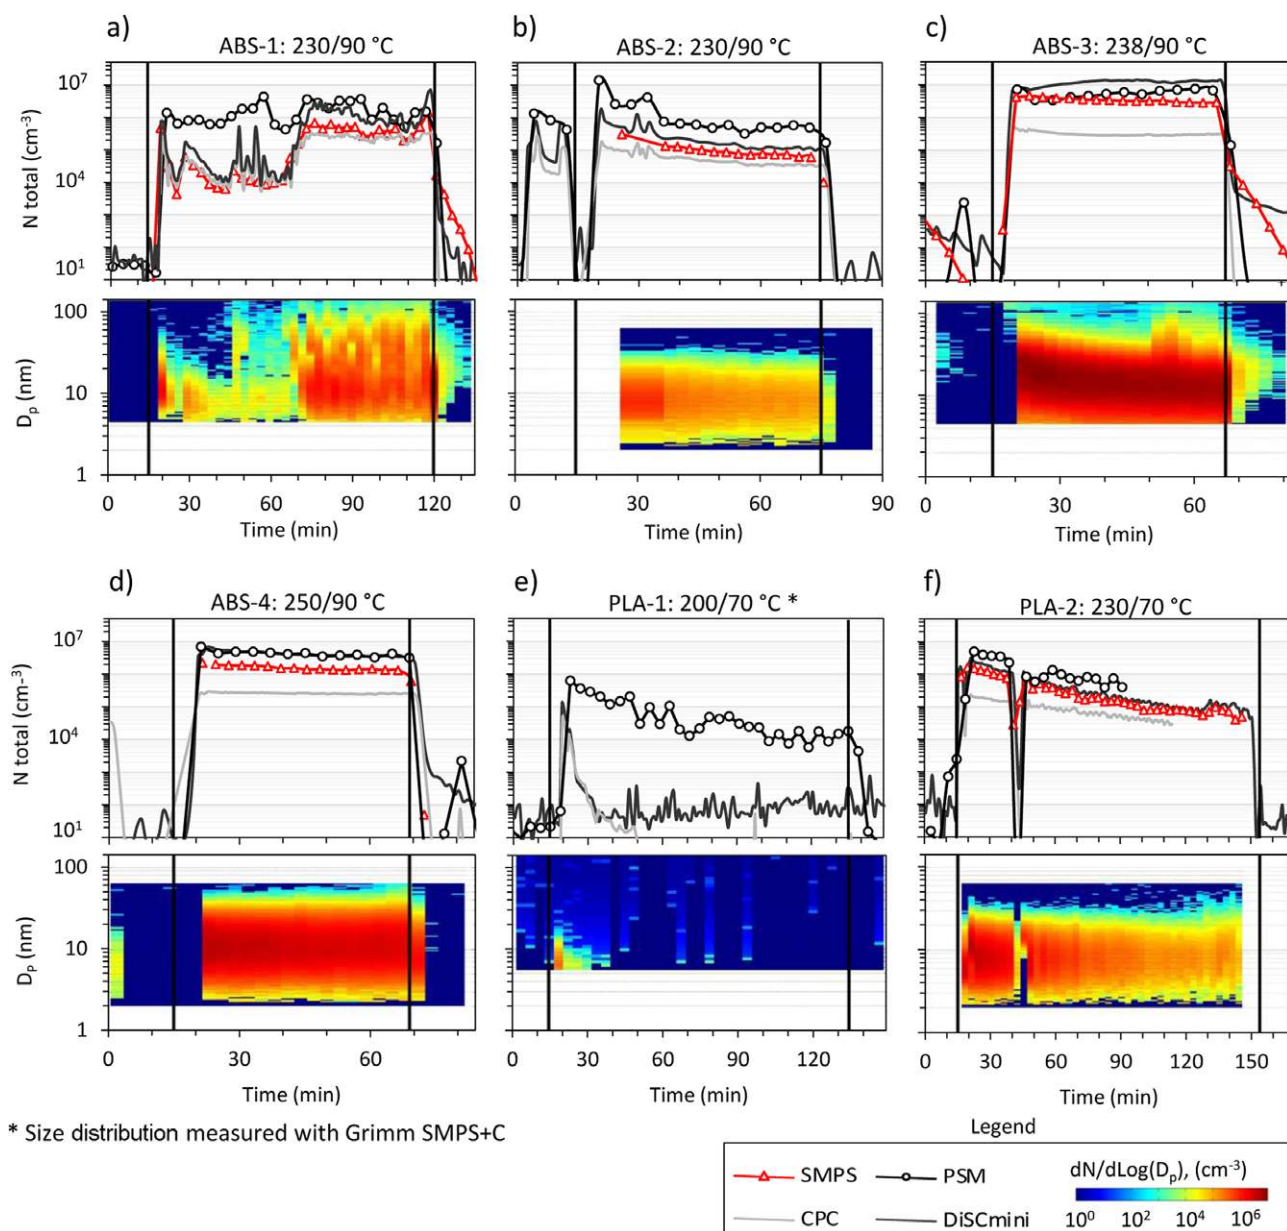 a) b) c)
ABS-1: 230/90 °C ABS-2: 230/90 °C ABS-3: 238/90 °C
N total (cm⁻³)
10⁷
10⁴
10¹
Dₚ (nm)
100
10
1
0 30 60 90 120 0 30 60 90 0 30 60
Time (min) Time (min) Time (min)
d) e) f)
ABS-4: 250/90 °C PLA-1: 200/70 °C * PLA-2: 230/70 °C
N total (cm⁻³)
10⁷
10⁴
10¹
Dₚ (nm)
100
10
1
0 30 60 0 30 60 90 120 0 30 60 90 120 150
Time (min) Time (min) Time (min)
* Size distribution measured with Grimm SMPS+C
Legend
SMPS PSM dN/dLog(Dₚ), (cm⁻³)
CPC DiSCmini 10⁰ 10² 10⁴ 10⁶